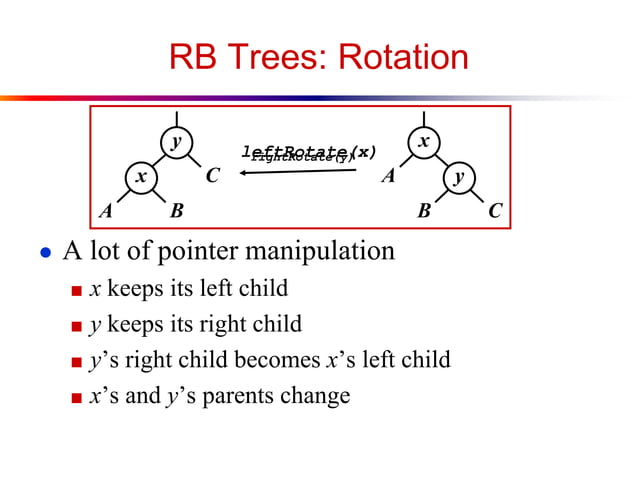 RB Trees: Rotation
y
x
leftRotate(x)
rightRotate(y)
x
C
A
y
A
B
B
C
A lot of pointer manipulation
x keeps its left child
y keeps its right child
y’s right child becomes x’s left child
x’s and y’s parents change